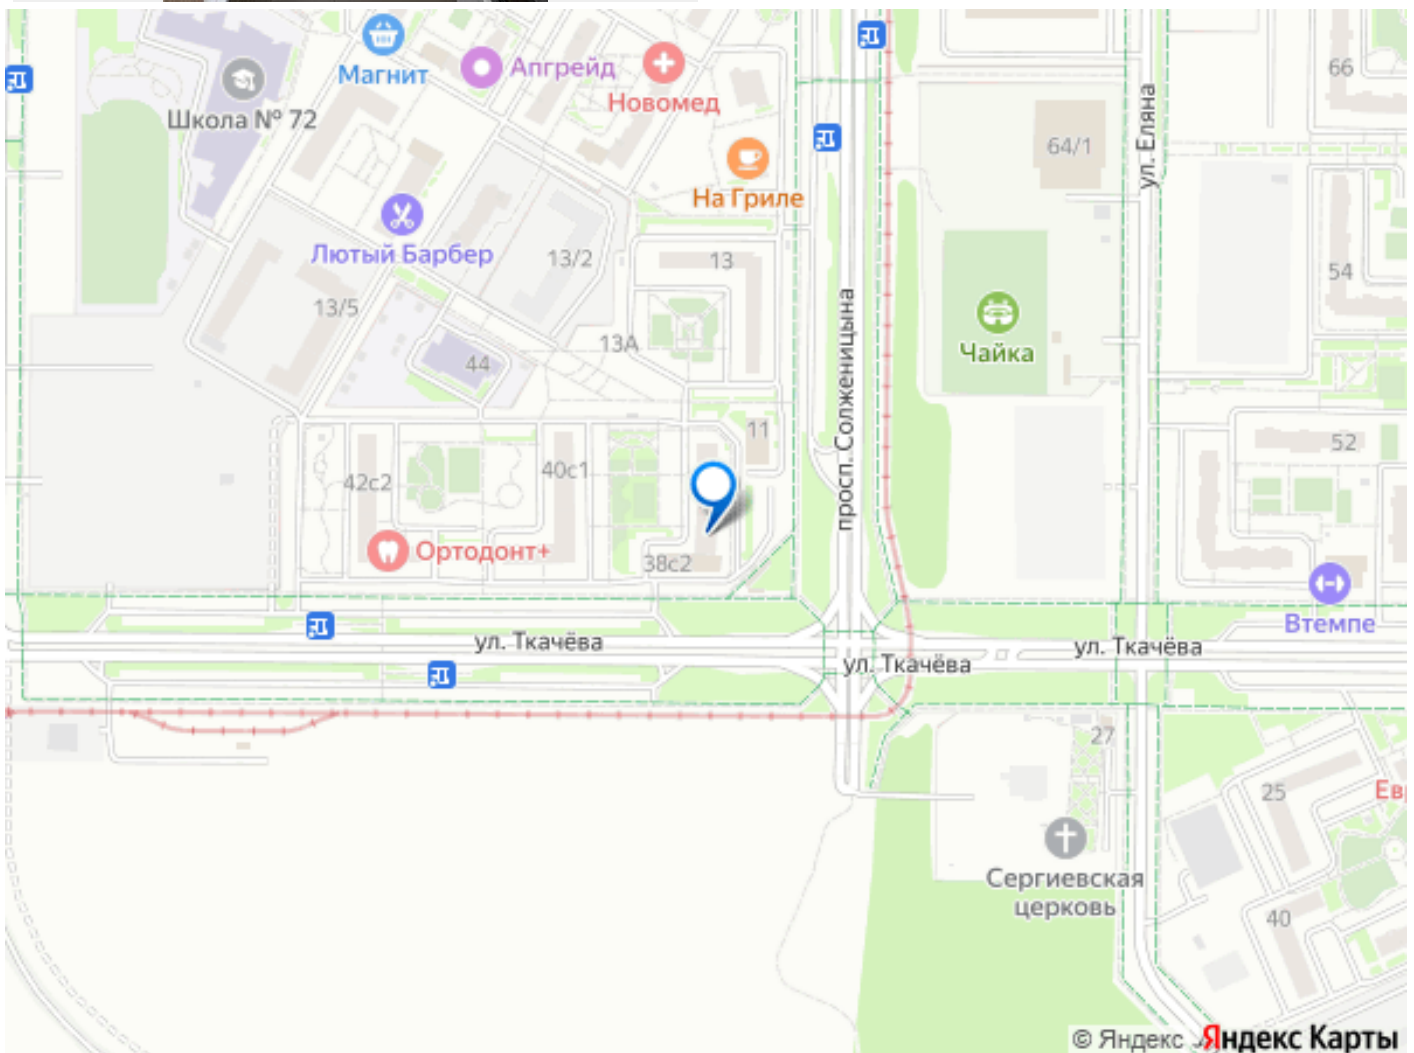 Магнит
Апгрейд
Новомед
66
Школа № 72
64/1
ул. Еляна
На Гриле
Лютый Барбер
13/2
13
54
13/5
просп. Солженицына
13А
Чайка
44
11
52
42с2
40с1
Ортодонт+
38с2
Втемпе
ул. Ткачёва
ул. Ткачёва
ул. Ткачёва
27
25
Сергиевская
церковь
40
© Яндекс
Яндекс Карты